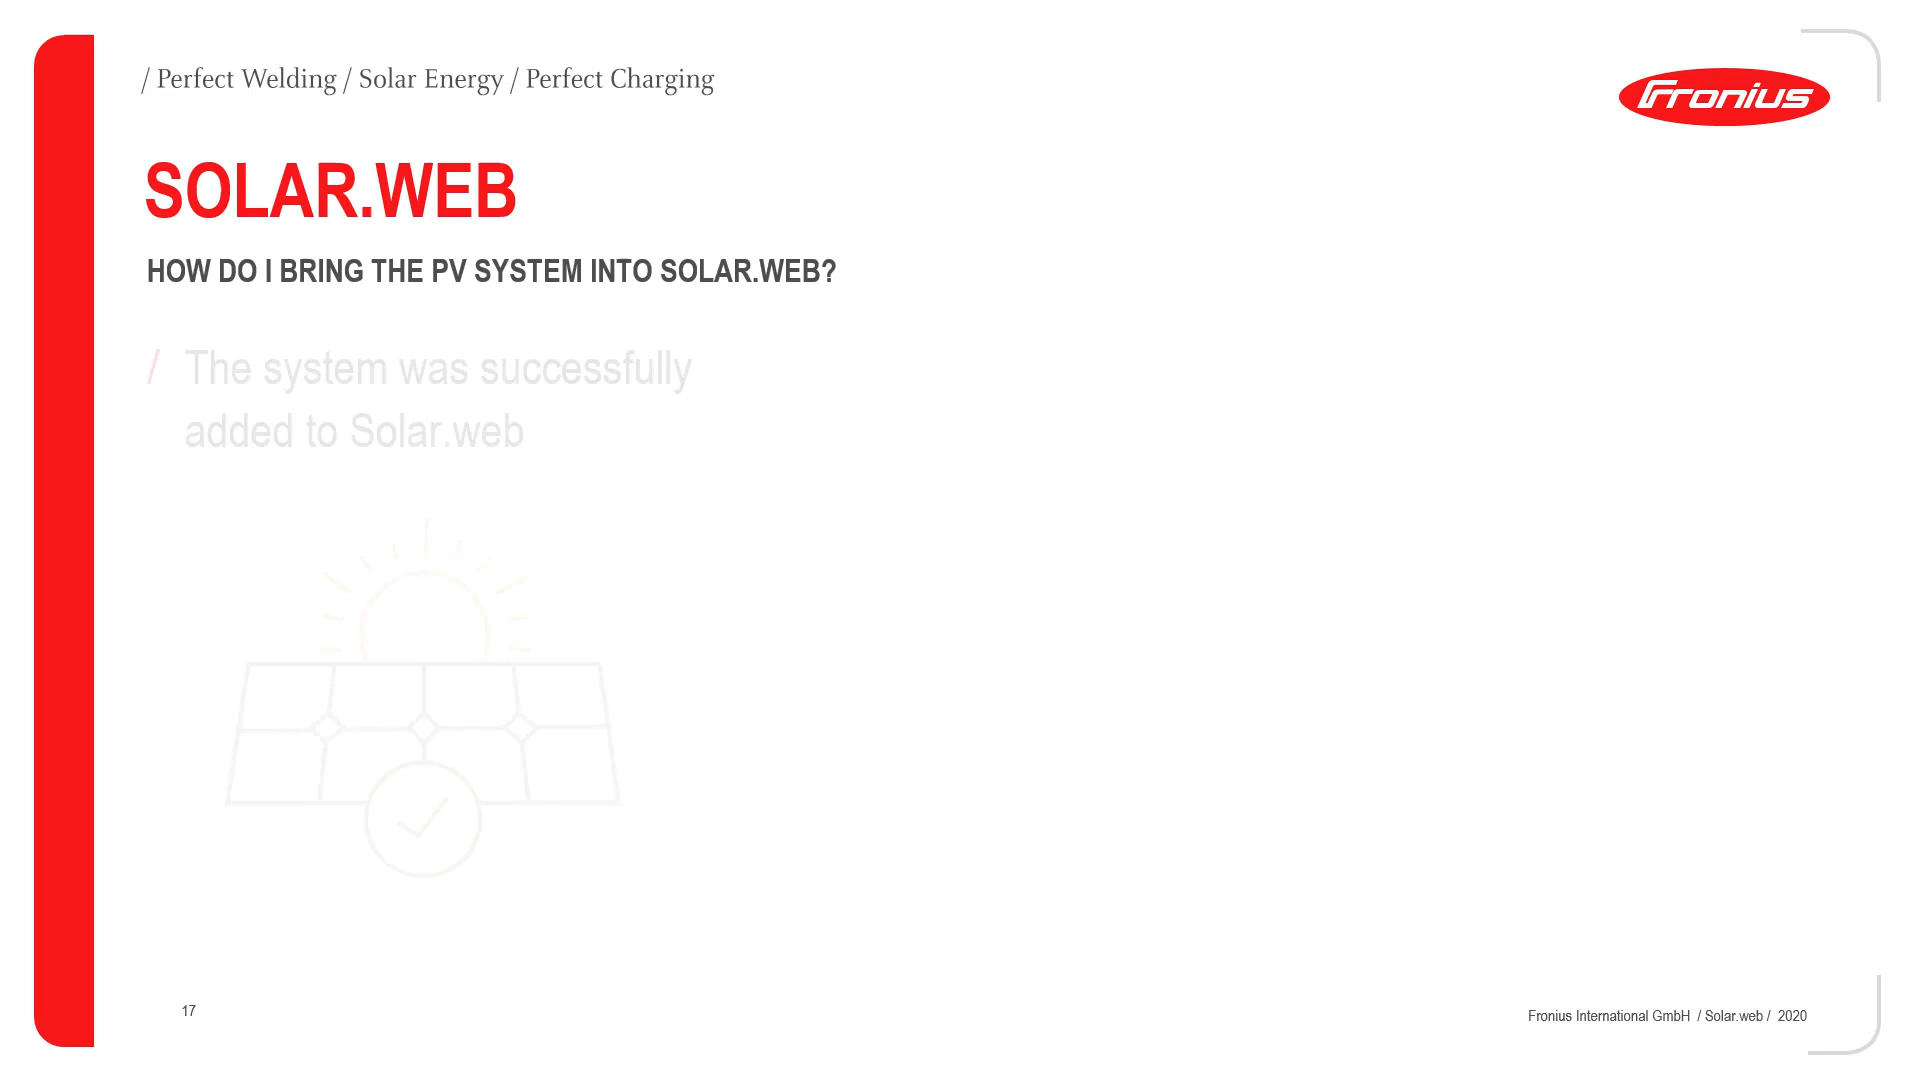 / Perfect Welding / Solar Energy / Perfect Charging
Fronius
SOLAR.WEB
HOW DO I BRING THE PV SYSTEM INTO SOLAR.WEB?
/ The system was successfully
added to Solar.web
17
Fronius International GmbH / Solar.web / 2020